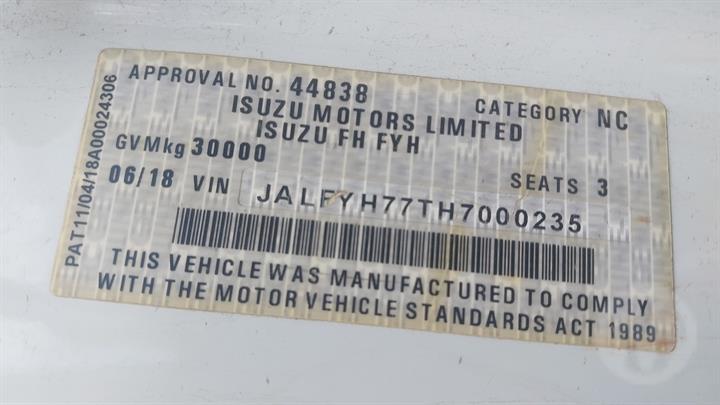 APPROVAL NO. 44838 CATEGORY NC
ISUZU MOTORS LIMITED
ISUZU FH FYH
GVMkg 30000
06/18 VIN JALFYH77TH7000235 SEATS 3
THIS VEHICLE WAS MANUFACTURED TO COMPLY
WITH THE MOTOR VEHICLE STANDARDS ACT 1989
PAT11/04/18A00024306